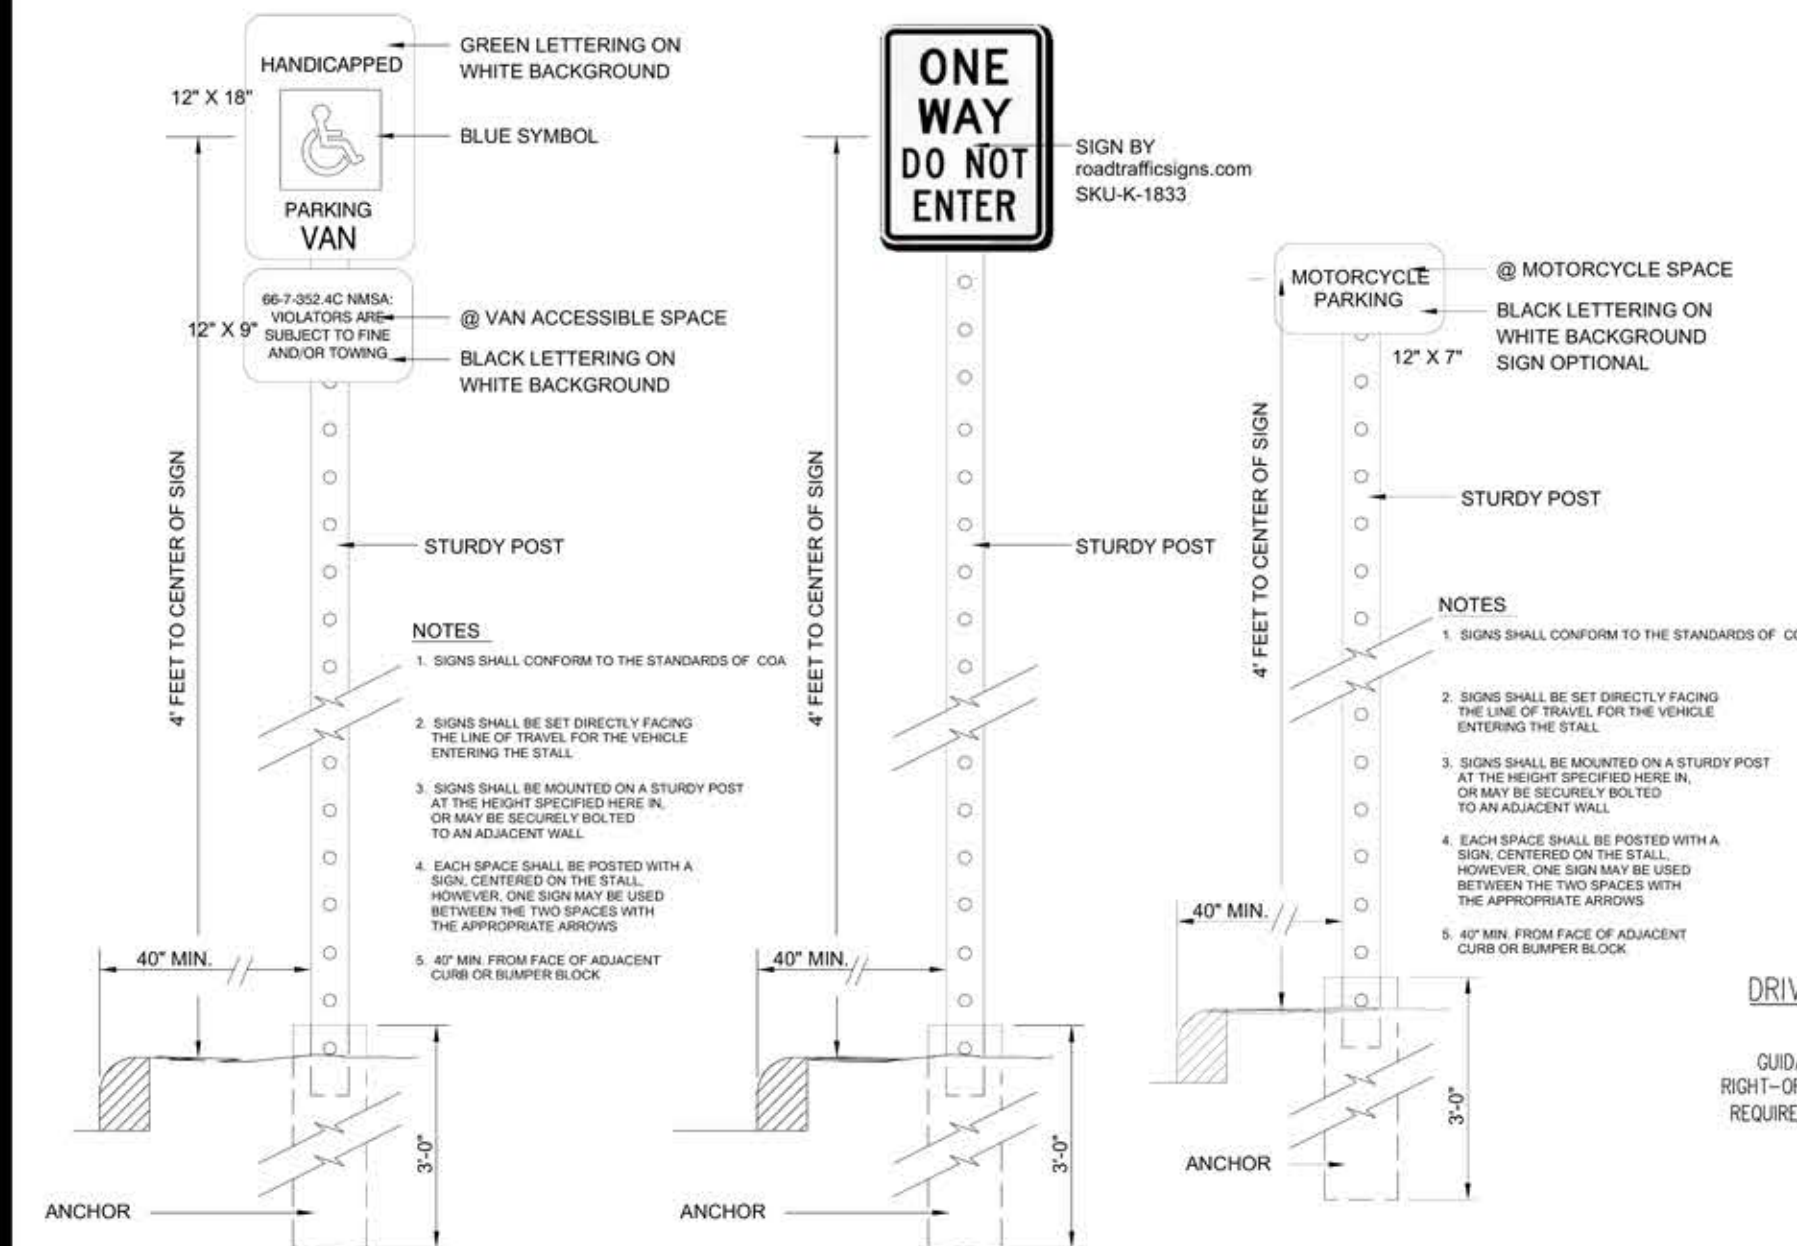 HANDICAPPED
PARKING
VAN
12" X 18"
GREEN LETTERING ON
WHITE BACKGROUND
BLUE SYMBOL
66-7-352.4C NMSA:
VIOLATORS ARE
SUBJECT TO FINE
AND/OR TOWING
12" X 9"
@ VAN ACCESSIBLE SPACE
BLACK LETTERING ON
WHITE BACKGROUND
4' FEET TO CENTER OF SIGN
STURDY POST
NOTES
1. SIGNS SHALL CONFORM TO THE STANDARDS OF COA
2. SIGNS SHALL BE SET DIRECTLY FACING
THE LINE OF TRAVEL FOR THE VEHICLE
ENTERING THE STALL
3. SIGNS SHALL BE MOUNTED ON A STURDY POST
AT THE HEIGHT SPECIFIED HERE IN,
OR MAY BE SECURELY BOLTED
TO AN ADJACENT WALL
4. EACH SPACE SHALL BE POSTED WITH A
SIGN, CENTERED ON THE STALL,
HOWEVER, ONE SIGN MAY BE USED
BETWEEN THE TWO SPACES WITH
THE APPROPRIATE ARROWS
5. 40" MIN. FROM FACE OF ADJACENT
CURB OR BUMPER BLOCK
40" MIN.
3'-0"
ANCHOR
ONE
WAY
DO NOT
ENTER
SIGN BY
roadtrafficsigns.com
SKU-K-1833
4' FEET TO CENTER OF SIGN
STURDY POST
40" MIN.
3'-0"
ANCHOR
MOTORCYCLE
PARKING
@ MOTORCYCLE SPACE
BLACK LETTERING ON
WHITE BACKGROUND
SIGN OPTIONAL
12" X 7"
4' FEET TO CENTER OF SIGN
STURDY POST
NOTES
1. SIGNS SHALL CONFORM TO THE STANDARDS OF
2. SIGNS SHALL BE SET DIRECTLY FACING
THE LINE OF TRAVEL FOR THE VEHICLE
ENTERING THE STALL
3. SIGNS SHALL BE MOUNTED ON A STURDY POST
AT THE HEIGHT SPECIFIED HERE IN,
OR MAY BE SECURELY BOLTED
TO AN ADJACENT WALL
4. EACH SPACE SHALL BE POSTED WITH A
SIGN, CENTERED ON THE STALL,
HOWEVER, ONE SIGN MAY BE USED
BETWEEN THE TWO SPACES WITH
THE APPROPRIATE ARROWS
5. 40" MIN. FROM FACE OF ADJACENT
CURB OR BUMPER BLOCK
40" MIN.
3'-0"
ANCHOR